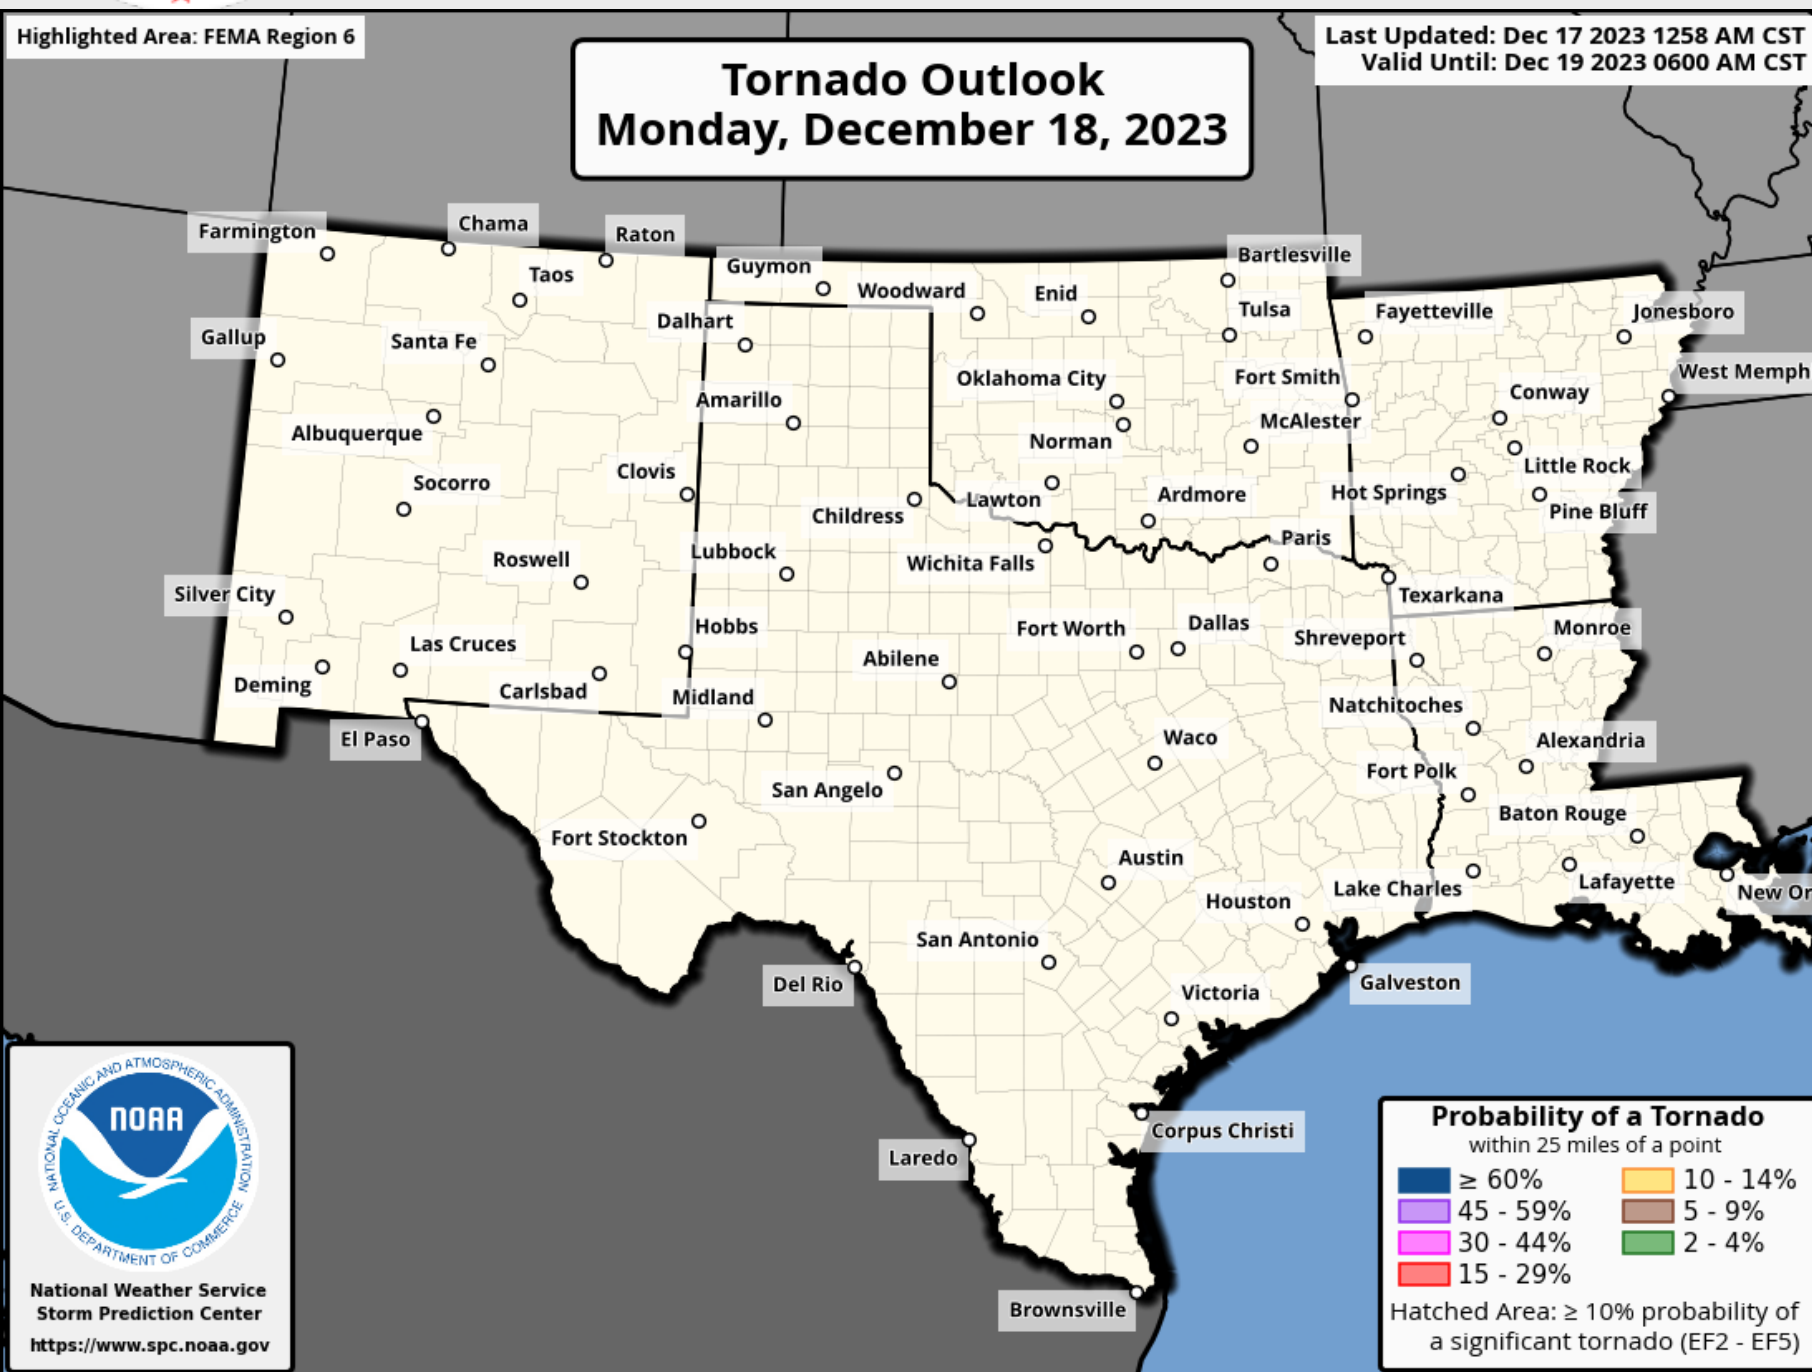 Highlighted Area: FEMA Region 6
Tornado Outlook
Monday, December 18, 2023
Last Updated: Dec 17 2023 1258 AM CST
Valid Until: Dec 19 2023 0600 AM CST
Farmington
Chama
Raton
Taos
Guymon
Woodward
Enid
Bartlesville
Tulsa
Fayetteville
Jonesboro
Gallup
Santa Fe
Dalhart
Oklahoma City
Fort Smith
West Memph
Conway
Amarillo
Albuquerque
Norman
McAlester
Little Rock
Socorro
Clovis
Childress
Lawton
Ardmore
Hot Springs
Pine Bluff
Roswell
Lubbock
Wichita Falls
Paris
Silver City
Texarkana
Las Cruces
Hobbs
Fort Worth
Dallas
Shreveport
Monroe
Deming
Carlsbad
Midland
Abilene
Natchitoches
El Paso
Waco
Alexandria
San Angelo
Fort Polk
Fort Stockton
Baton Rouge
Austin
Houston
Lake Charles
Lafayette
New Or
San Antonio
Del Rio
Victoria
Galveston
Corpus Christi
Laredo
Brownsville
NATIONAL OCEANIC AND ATMOSPHERIC ADMINISTRATION
NOAA
U.S. DEPARTMENT OF COMMERCE
National Weather Service
Storm Prediction Center
https://www.spc.noaa.gov
Probability of a Tornado
within 25 miles of a point
≥ 60%
45 - 59%
30 - 44%
15 - 29%
10 - 14%
5 - 9%
2 - 4%
Hatched Area: ≥ 10% probability of
a significant tornado (EF2 - EF5)